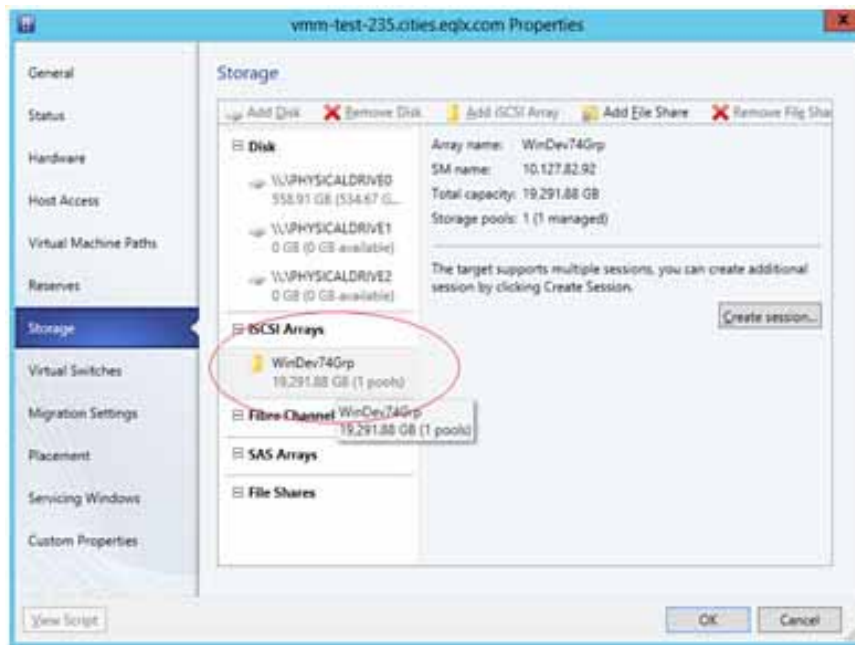 vmm-test-235.cities.eqlx.com Properties
General
Status
Hardware
Host Access
Virtual Machine Paths
Reserves
Storage
Virtual Switches
Migration Settings
Placement
Servicing Windows
Custom Properties
Storage
Add Disk Remove Disk Add iSCSI Array Add File Share Remove File Shar
Disk
\\.\PHYSICALDRIVE0
558.91 GB (534.67 G...
\\.\PHYSICALDRIVE1
0 GB (0 GB available)
\\.\PHYSICALDRIVE2
0 GB (0 GB available)
iSCSI Arrays
WinDev74Grp
19,291.88 GB (1 pools)
Fibre Channel
WinDev74Grp
19,291.88 GB (1 pools)
SAS Arrays
File Shares
Array name: WinDev74Grp
SM name: 10.127.82.92
Total capacity: 19,291.88 GB
Storage pools: 1 (1 managed)
The target supports multiple sessions, you can create additional
session by clicking Create Session.
Create session...
View Script
OK
Cancel